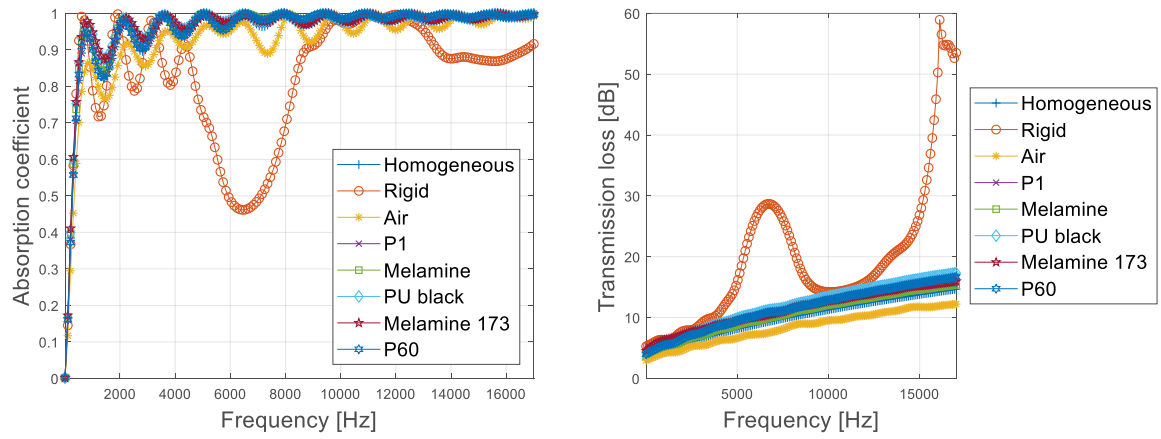 1
0.9
0.8
0.7
0.6
0.5
0.4
0.3
0.2
0.1
0
Absorption coefficient
2000 4000 6000 8000 10000 12000 14000 16000
Frequency [Hz]
Homogeneous
Rigid
Air
P1
Melamine
PU black
Melamine 173
P60
60
50
40
30
20
10
0
Transmission loss [dB]
5000 10000 15000
Frequency [Hz]
Homogeneous
Rigid
Air
P1
Melamine
PU black
Melamine 173
P60